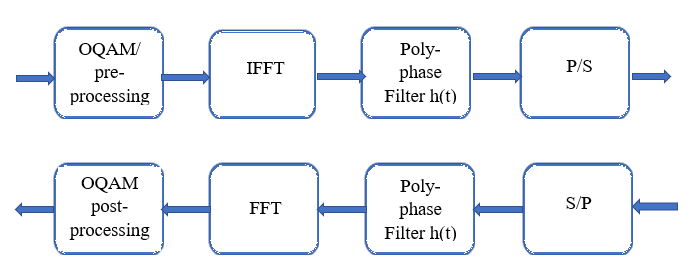 OQAM/
pre-
processing
IFFT
Poly-
phase
Filter h(t)
P/S
OQAM
post-
processing
FFT
Poly-
phase
Filter h(t)
S/P